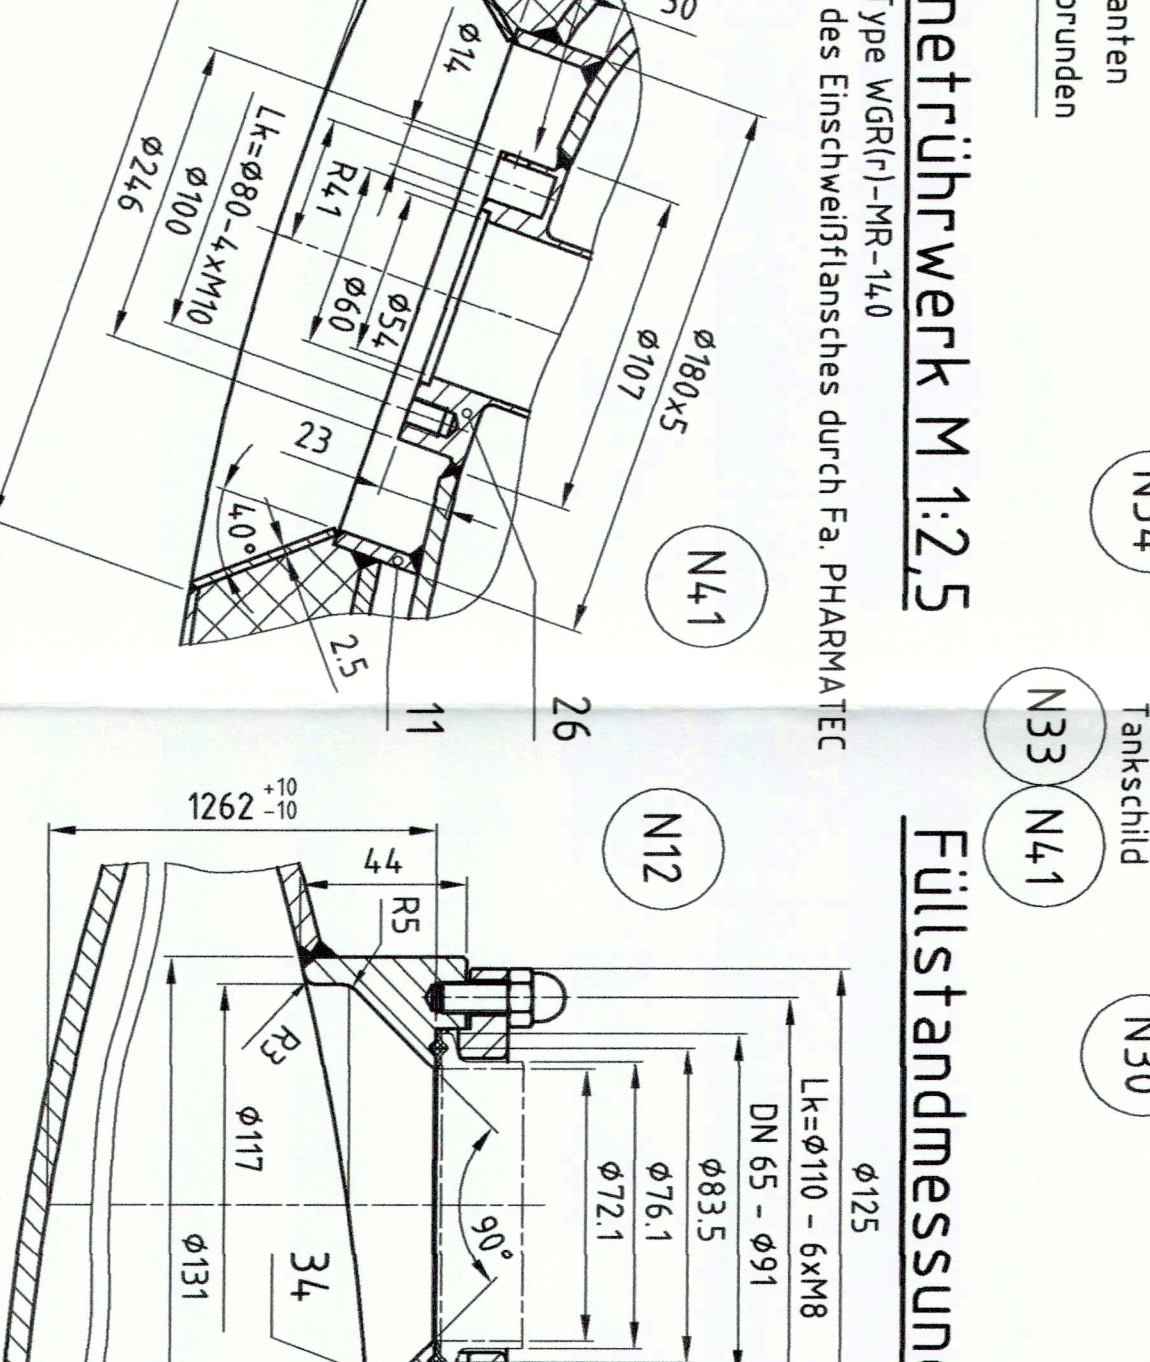 anten
orunden
netrührwerk M 1:2,5
Type WGR(r)-MR-140
des Einschweißflansches durch Fa. PHARMATEC
N34
N41
50
ø14
ø180x5
ø107
R41
ø54
ø60
Lk=ø80-4xM10
ø100
ø246
23
40°
2.5
11
26
Tankschild
N33
N41
N30
Füllstandmessung
N12
1262 +10 -10
44
R5
R3
ø125
Lk=ø110 - 6xM8
DN 65 - ø91
ø83.5
ø76.1
ø72.1
90°
ø117
ø131
34